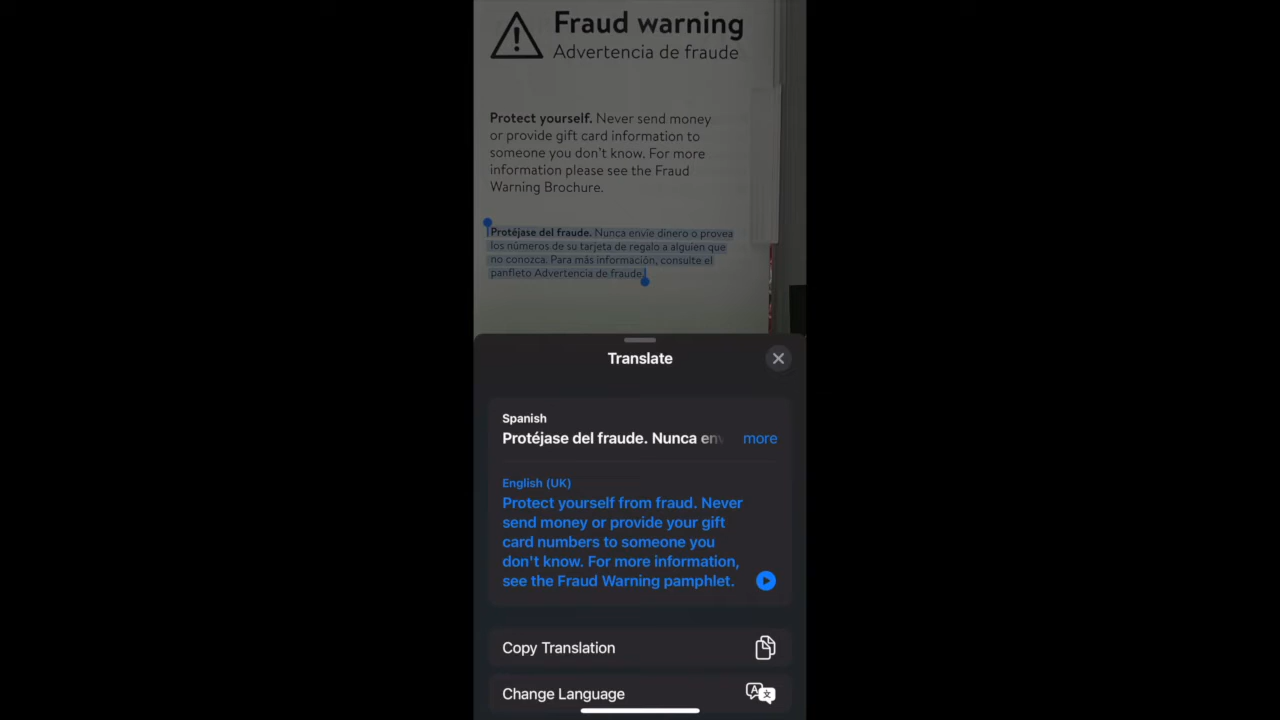 Fraud warning
Advertencia de fraude
Protect yourself. Never send money
or provide gift card information to
someone you don't know. For more
information please see the Fraud
Warning Brochure.
Protéjase del fraude. Nunca envíe dinero o provea
los números de su tarjeta de regalo a alguien que
no conozca. Para más información, consulte el
panfleto Advertencia de fraude.
Translate
Spanish
Protéjase del fraude. Nunca en
more
English (UK)
Protect yourself from fraud. Never
send money or provide your gift
card numbers to someone you
don't know. For more information,
see the Fraud Warning pamphlet.
Copy Translation
Change Language